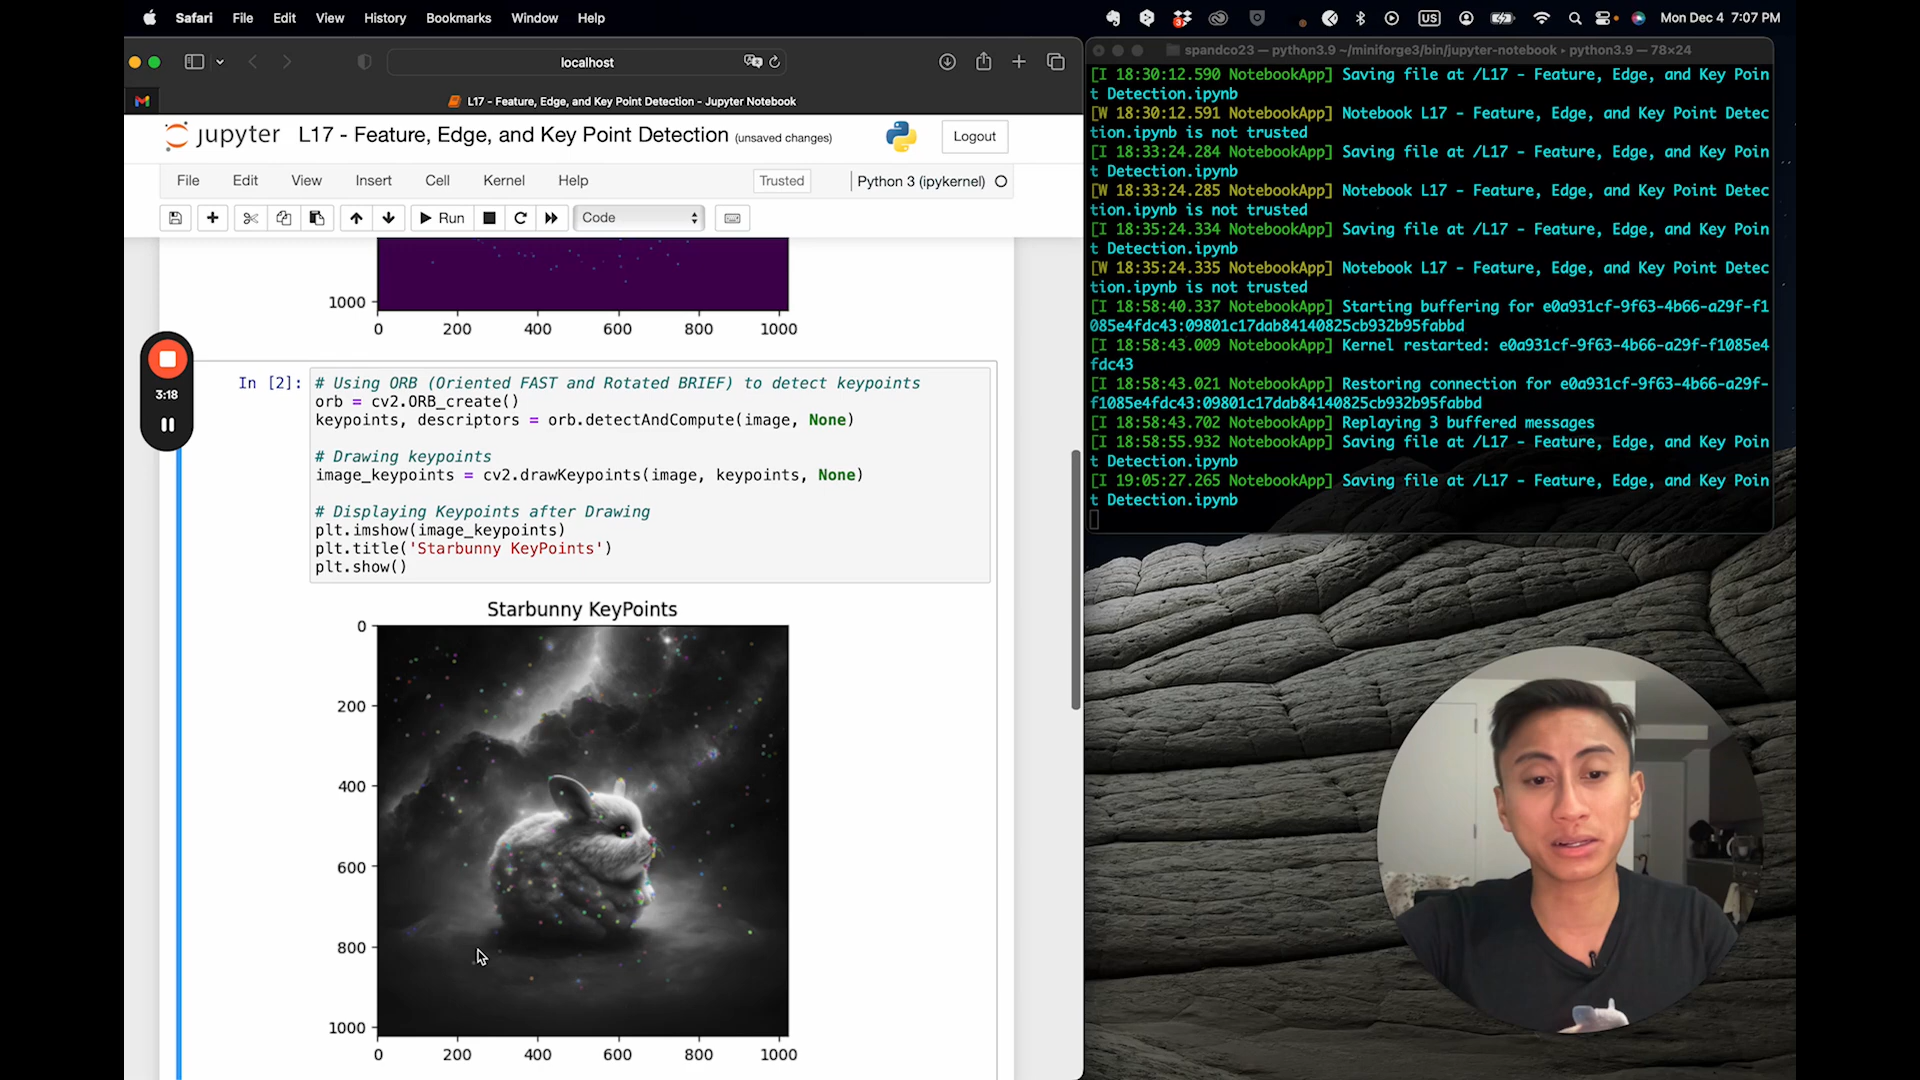 Safari File Edit View History Bookmarks Window Help
3 US Mon Dec 4 7:07 PM
localhost
L17 - Feature, Edge, and Key Point Detection - Jupyter Notebook
jupyter L17 - Feature, Edge, and Key Point Detection (unsaved changes)
Logout
File Edit View Insert Cell Kernel Help
Trusted
Python 3 (ipykernel)
Run
Code
1000
0 200 400 600 800 1000
3:18
In [2]:
# Using ORB (Oriented FAST and Rotated BRIEF) to detect keypoints
orb = cv2.ORB_create()
keypoints, descriptors = orb.detectAndCompute(image, None)
# Drawing keypoints
image_keypoints = cv2.drawKeypoints(image, keypoints, None)
# Displaying Keypoints after Drawing
plt.imshow(image_keypoints)
plt.title('Starbunny KeyPoints')
plt.show()
Starbunny KeyPoints
0
200
400
600
800
1000
0 200 400 600 800 1000
spandco23 — python3.9 ~/miniforge3/bin/jupyter-notebook ▸ python3.9 — 78×24
[I 18:30:12.590 NotebookApp] Saving file at /L17 - Feature, Edge, and Key Poin
t Detection.ipynb
[W 18:30:12.591 NotebookApp] Notebook L17 - Feature, Edge, and Key Point Detec
tion.ipynb is not trusted
[I 18:33:24.284 NotebookApp] Saving file at /L17 - Feature, Edge, and Key Poin
t Detection.ipynb
[W 18:33:24.285 NotebookApp] Notebook L17 - Feature, Edge, and Key Point Detec
tion.ipynb is not trusted
[I 18:35:24.334 NotebookApp] Saving file at /L17 - Feature, Edge, and Key Poin
t Detection.ipynb
[W 18:35:24.335 NotebookApp] Notebook L17 - Feature, Edge, and Key Point Detec
tion.ipynb is not trusted
[I 18:58:40.337 NotebookApp] Starting buffering for e0a931cf-9f63-4b66-a29f-f1
085e4fdc43:09801c17dab84140825cb932b95fabbd
[I 18:58:43.009 NotebookApp] Kernel restarted: e0a931cf-9f63-4b66-a29f-f1085e4
fdc43
[I 18:58:43.021 NotebookApp] Restoring connection for e0a931cf-9f63-4b66-a29f-
f1085e4fdc43:09801c17dab84140825cb932b95fabbd
[I 18:58:43.702 NotebookApp] Replaying 3 buffered messages
[I 18:58:55.932 NotebookApp] Saving file at /L17 - Feature, Edge, and Key Poin
t Detection.ipynb
[I 19:05:27.265 NotebookApp] Saving file at /L17 - Feature, Edge, and Key Poin
t Detection.ipynb